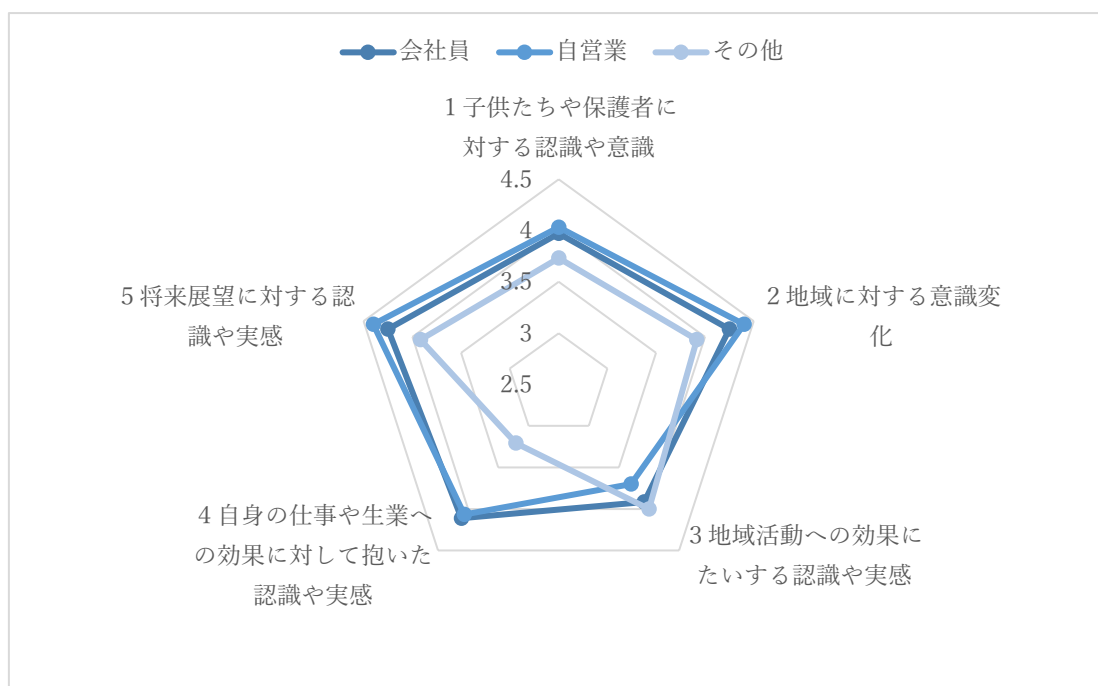 会社員 自営業 その他
1 子供たちや保護者に
対する認識や意識
4.5
4
3.5
3
2.5
2 地域に対する意識変
化
3 地域活動への効果に
たいする認識や実感
4 自身の仕事や生業へ
の効果に対して抱いた
認識や実感
5 将来展望に対する認
識や実感